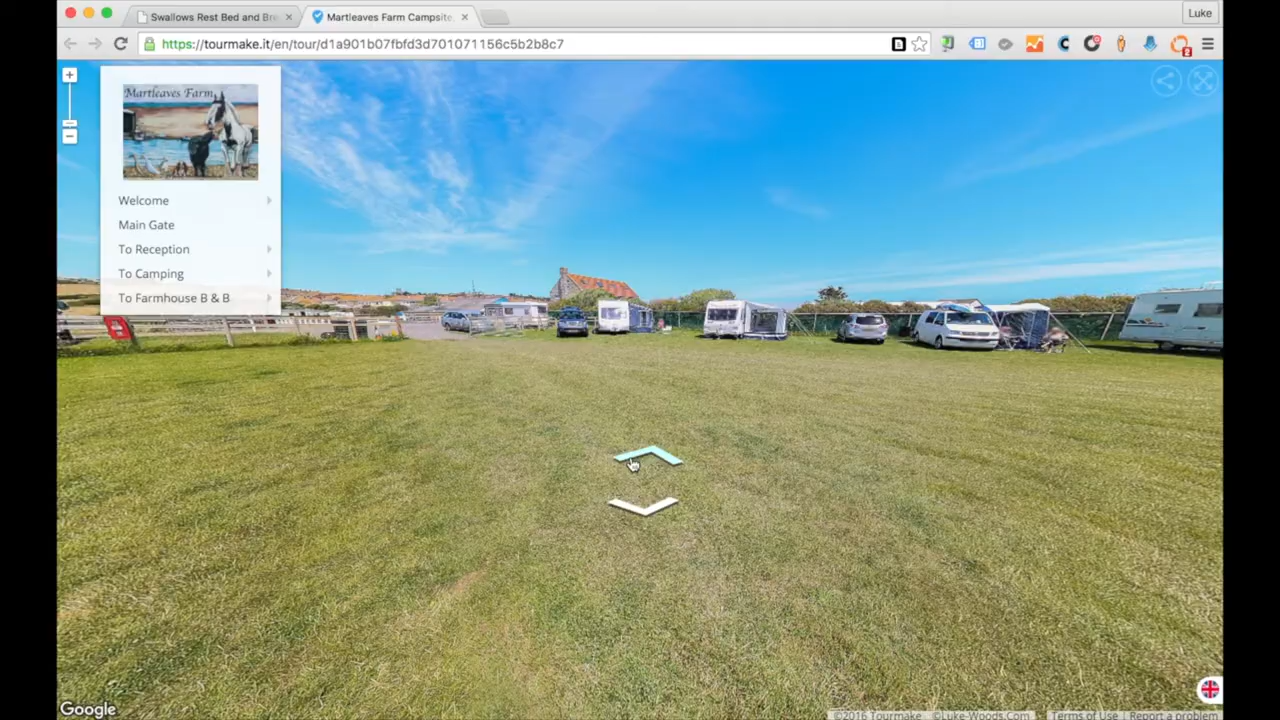 Swallows Rest Bed and Bre
Martleaves Farm Campsite,
Luke
https://tourmake.it/en/tour/d1a901b07fbfd3d701071156c5b2b8c7
2
Martleaves Farm
Welcome
Main Gate
To Reception
To Camping
To Farmhouse B & B
Google
©2016 Tourmake
©Luke-Woods.Com
Terms of Use
Report a problem